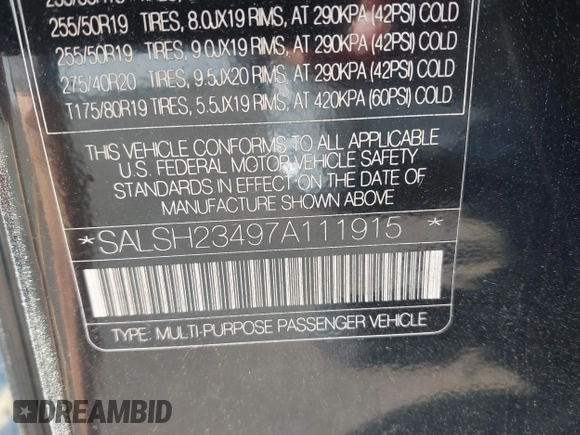 255/50R19 TIRES, 8.0JX19 RIMS, AT 290KPA (42PSI) COLD
255/50R19 TIRES, 9.0JX19 RIMS, AT 290KPA (42PSI) COLD
275/40R20 TIRES, 9.5JX20 RIMS, AT 290KPA (42PSI) COLD
T175/80R19 TIRES, 5.5JX19 RIMS, AT 420KPA (60PSI) COLD
THIS VEHICLE CONFORMS TO ALL APPLICABLE
U.S. FEDERAL MOTOR VEHICLE SAFETY
STANDARDS IN EFFECT ON THE DATE OF
MANUFACTURE SHOWN ABOVE
* SALSH23497A111915 *
TYPE: MULTI-PURPOSE PASSENGER VEHICLE
DREAMBID